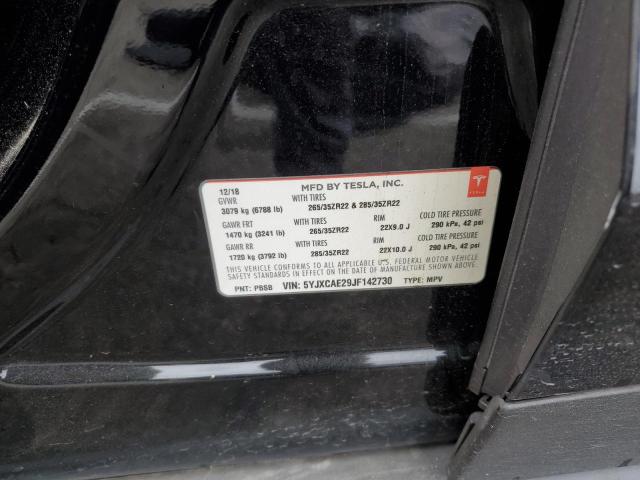 12/18 MFD BY TESLA, INC.
GVWR WITH TIRES
3079 kg (6788 lb) 265/35ZR22 & 285/35ZR22
GAWR FRT WITH TIRES RIM COLD TIRE PRESSURE
1470 kg (3241 lb) 265/35ZR22 22X9.0 J 290 kPa, 42 psi
GAWR RR WITH TIRES RIM COLD TIRE PRESSURE
1720 kg (3792 lb) 285/35ZR22 22X10.0 J 290 kPa, 42 psi
THIS VEHICLE CONFORMS TO ALL APPLICABLE U.S. FEDERAL MOTOR VEHICLE
SAFETY STANDARDS IN EFFECT ON THE DATE OF MANUFACTURE SHOWN ABOVE.
PNT: PBSB VIN: 5YJXCAE29JF142730 TYPE: MPV
TESLA